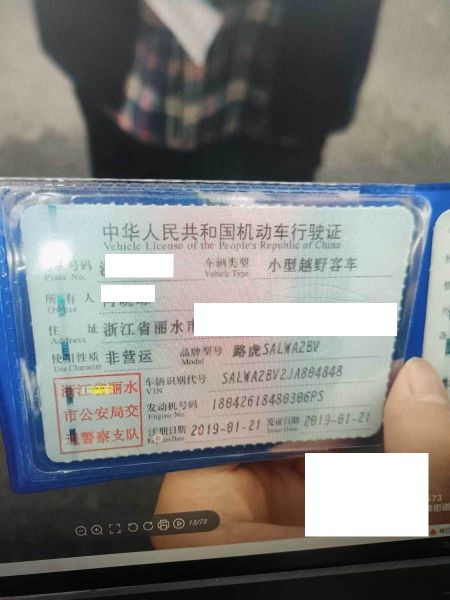 中华人民共和国机动车行驶证
Vehicle License of the People's Republic of China
号码 车辆类型 小型越野客车
Plate No. Vehicle Type
所有人
Owner
住址 浙江省丽水市
Address
使用性质 非营运 品牌型号 路虎SALWA2BV
Use Character Model
浙江省丽水
市公安局交
通警察支队
车辆识别代号 SALWA2BV2JA804848
VIN
发动机号码 18042618480306PS
Engine No.
注册日期 2019-01-21 发证日期 2019-01-21
Register Date Issue Date
13/73